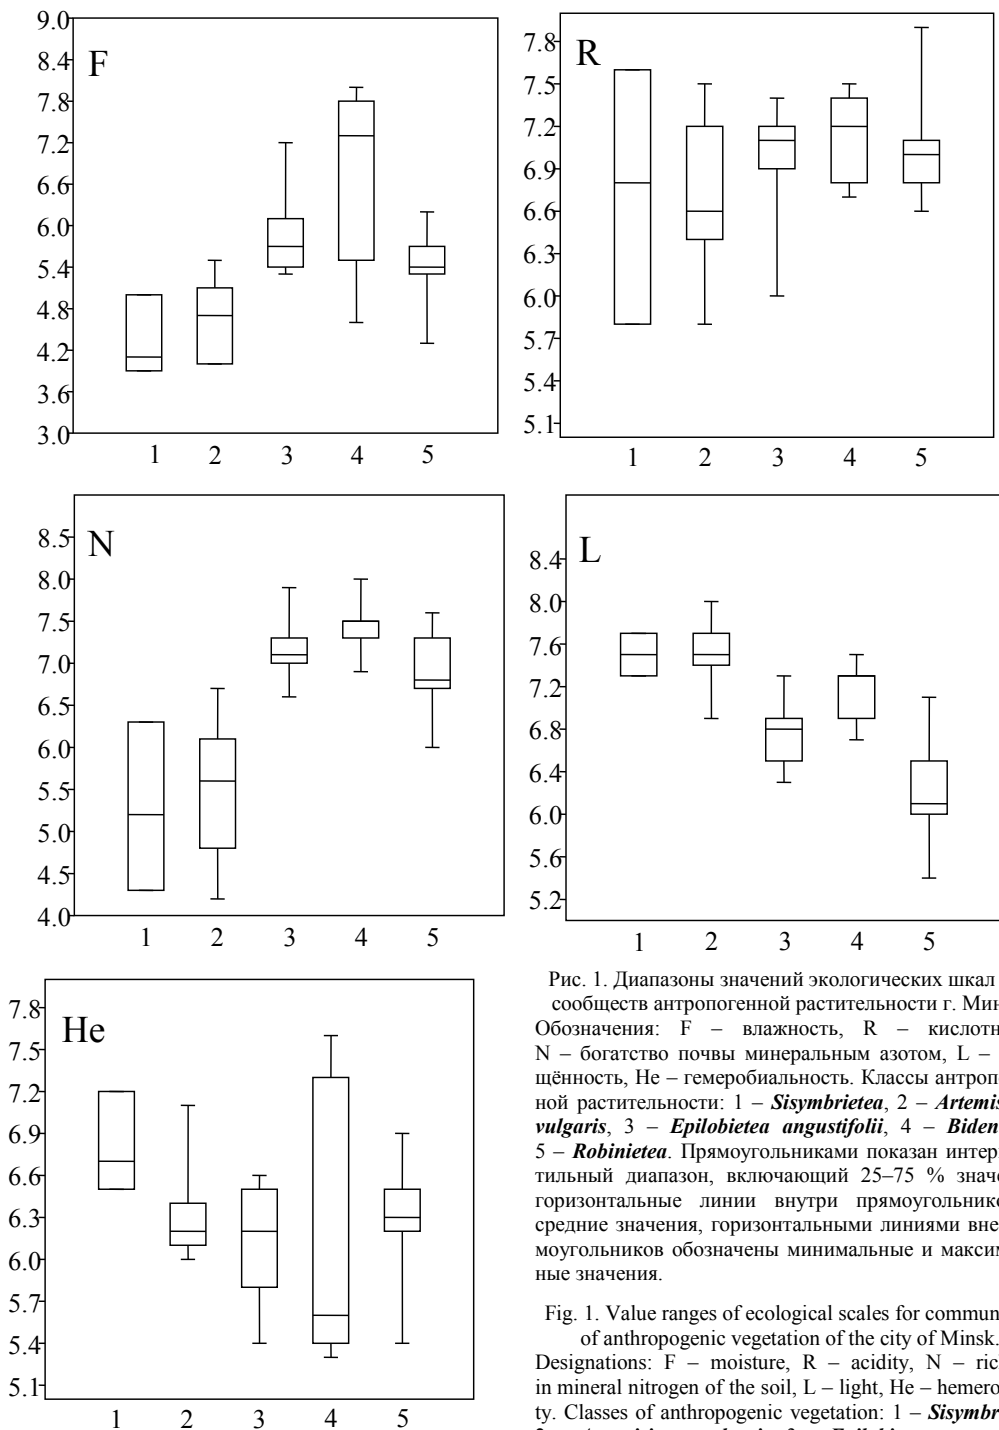 F
9.0
8.4
7.8
7.2
6.6
6.0
5.4
4.8
4.2
3.6
3.0
1 2 3 4 5
R
7.8
7.5
7.2
6.9
6.6
6.3
6.0
5.7
5.4
5.1
1 2 3 4 5
N
8.5
8.0
7.5
7.0
6.5
6.0
5.5
5.0
4.5
4.0
1 2 3 4 5
L
8.4
8.0
7.6
7.2
6.8
6.4
6.0
5.6
5.2
1 2 3 4 5
He
7.8
7.5
7.2
6.9
6.6
6.3
6.0
5.7
5.4
5.1
1 2 3 4 5
Рис. 1. Диапазоны значений экологических шкал
сообществ антропогенной растительности г. Мин
Обозначения: F – влажность, R – кислотн
N – богатство почвы минеральным азотом, L –
щённость, He – гемеробиальность. Классы антропо
ной растительности: 1 – Sisymbrietea, 2 – Artemis
vulgaris, 3 – Epilobietea angustifolii, 4 – Biden
5 – Robinietea. Прямоугольниками показан интер
тильный диапазон, включающий 25–75 % значе
горизонтальные линии внутри прямоугольнико
средние значения, горизонтальными линиями вне
моугольников обозначены минимальные и максим
ные значения.
Fig. 1. Value ranges of ecological scales for commun
of anthropogenic vegetation of the city of Minsk.
Designations: F – moisture, R – acidity, N – ric
in mineral nitrogen of the soil, L – light, He – hemero
ty. Classes of anthropogenic vegetation: 1 – Sisymbr